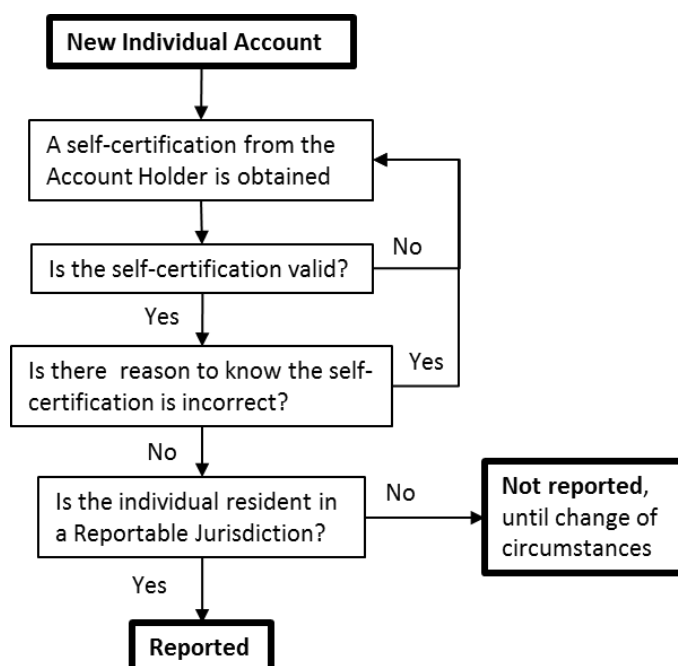 New Individual Account
A self-certification from the
Account Holder is obtained
Is the self-certification valid?
No
Yes
Is there reason to know the self-
certification is incorrect?
Yes
No
Is the individual resident in
a Reportable Jurisdiction?
No
Not reported,
until change of
circumstances
Yes
Reported